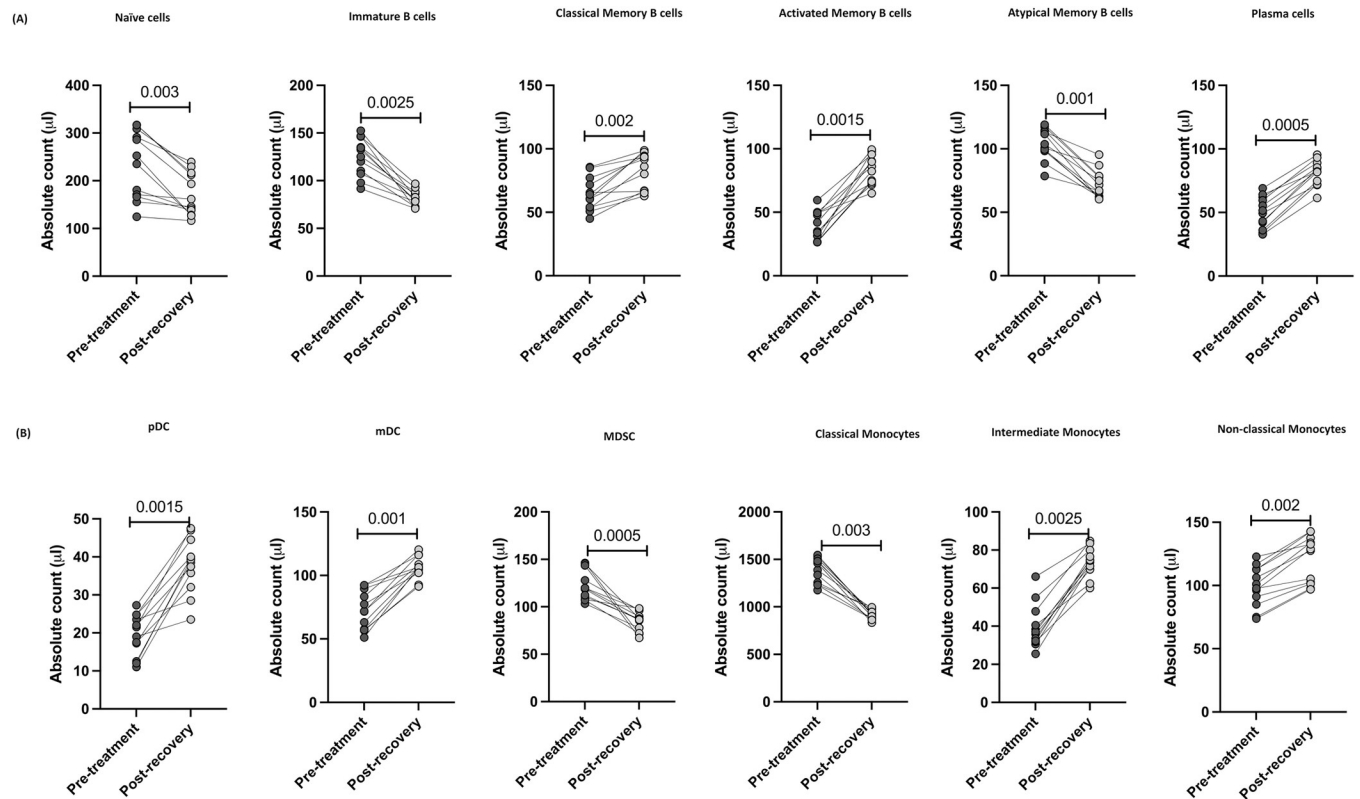 (A)
Naïve cells
Immature B cells
Classical Memory B cells
Activated Memory B cells
Atypical Memory B cells
Plasma cells
Absolute count (µl)
400
300
200
100
0
0.003
Pre-treatment
Post-recovery
Absolute count (µl)
200
150
100
50
0
0.0025
Pre-treatment
Post-recovery
Absolute count (µl)
150
100
50
0
0.002
Pre-treatment
Post-recovery
Absolute count (µl)
150
100
50
0
0.0015
Pre-treatment
Post-recovery
Absolute count (µl)
150
100
50
0
0.001
Pre-treatment
Post-recovery
Absolute count (µl)
150
100
50
0
0.0005
Pre-treatment
Post-recovery
(B)
pDC
mDC
MDSC
Classical Monocytes
Intermediate Monocytes
Non-classical Monocytes
Absolute count (µl)
50
40
30
20
10
0
0.0015
Pre-treatment
Post-recovery
Absolute count (µl)
150
100
50
0
0.001
Pre-treatment
Post-recovery
Absolute count (µl)
200
150
100
50
0
0.0005
Pre-treatment
Post-recovery
Absolute count (µl)
2000
1500
1000
500
0
0.003
Pre-treatment
Post-recovery
Absolute count (µl)
100
80
60
40
20
0
0.0025
Pre-treatment
Post-recovery
Absolute count (µl)
150
100
50
0
0.002
Pre-treatment
Post-recovery